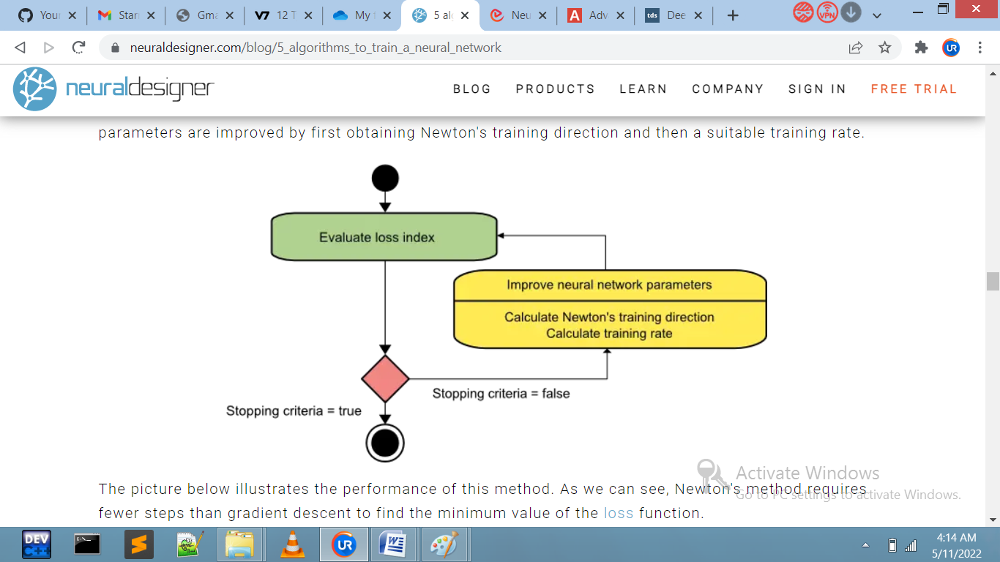 Your
Star
Gma
12 T
My f
5 al
Neu
Adv
tds
Dee
VPN
neuraldesigner.com/blog/5_algorithms_to_train_a_neural_network
UR
neuraldesigner
BLOG PRODUCTS LEARN COMPANY SIGN IN FREE TRIAL
parameters are improved by first obtaining Newton's training direction and then a suitable training rate.
Evaluate loss index
Improve neural network parameters
Calculate Newton's training direction
Calculate training rate
Stopping criteria = false
Stopping criteria = true
Activate Windows
Go to PC settings to activate Windows.
The picture below illustrates the performance of this method. As we can see, Newton's method requires
fewer steps than gradient descent to find the minimum value of the loss function.
DEV
C++
UR
W
4:14 AM
5/11/2022